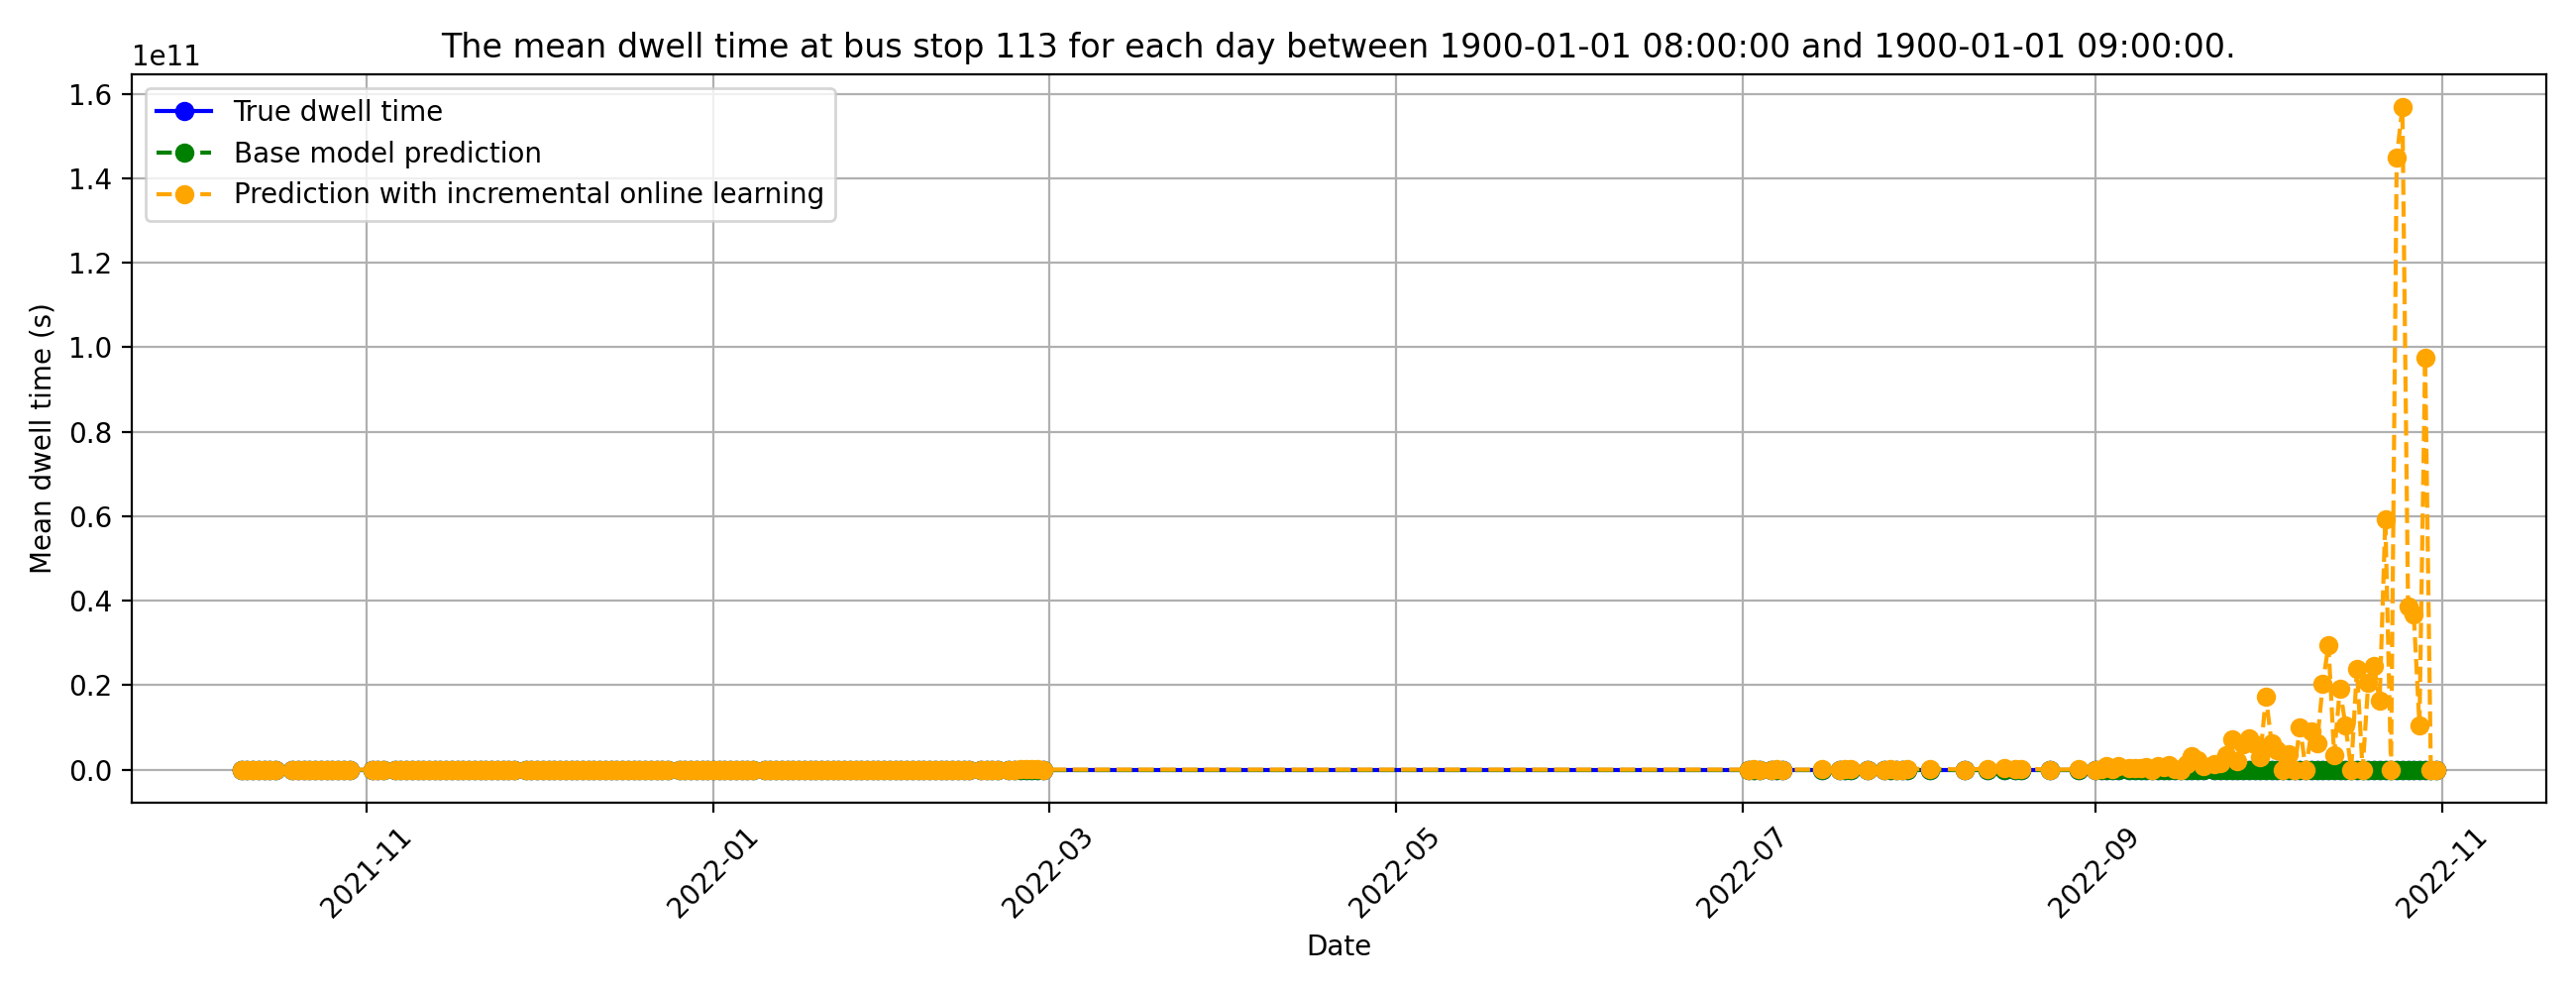 The mean dwell time at bus stop 113 for each day between 1900-01-01 08:00:00 and 1900-01-01 09:00:00.
1e11
True dwell time
Base model prediction
Prediction with incremental online learning
Mean dwell time (s)
1.6
1.4
1.2
1.0
0.8
0.6
0.4
0.2
0.0
2021-11
2022-01
2022-03
2022-05
2022-07
2022-09
2022-11
Date